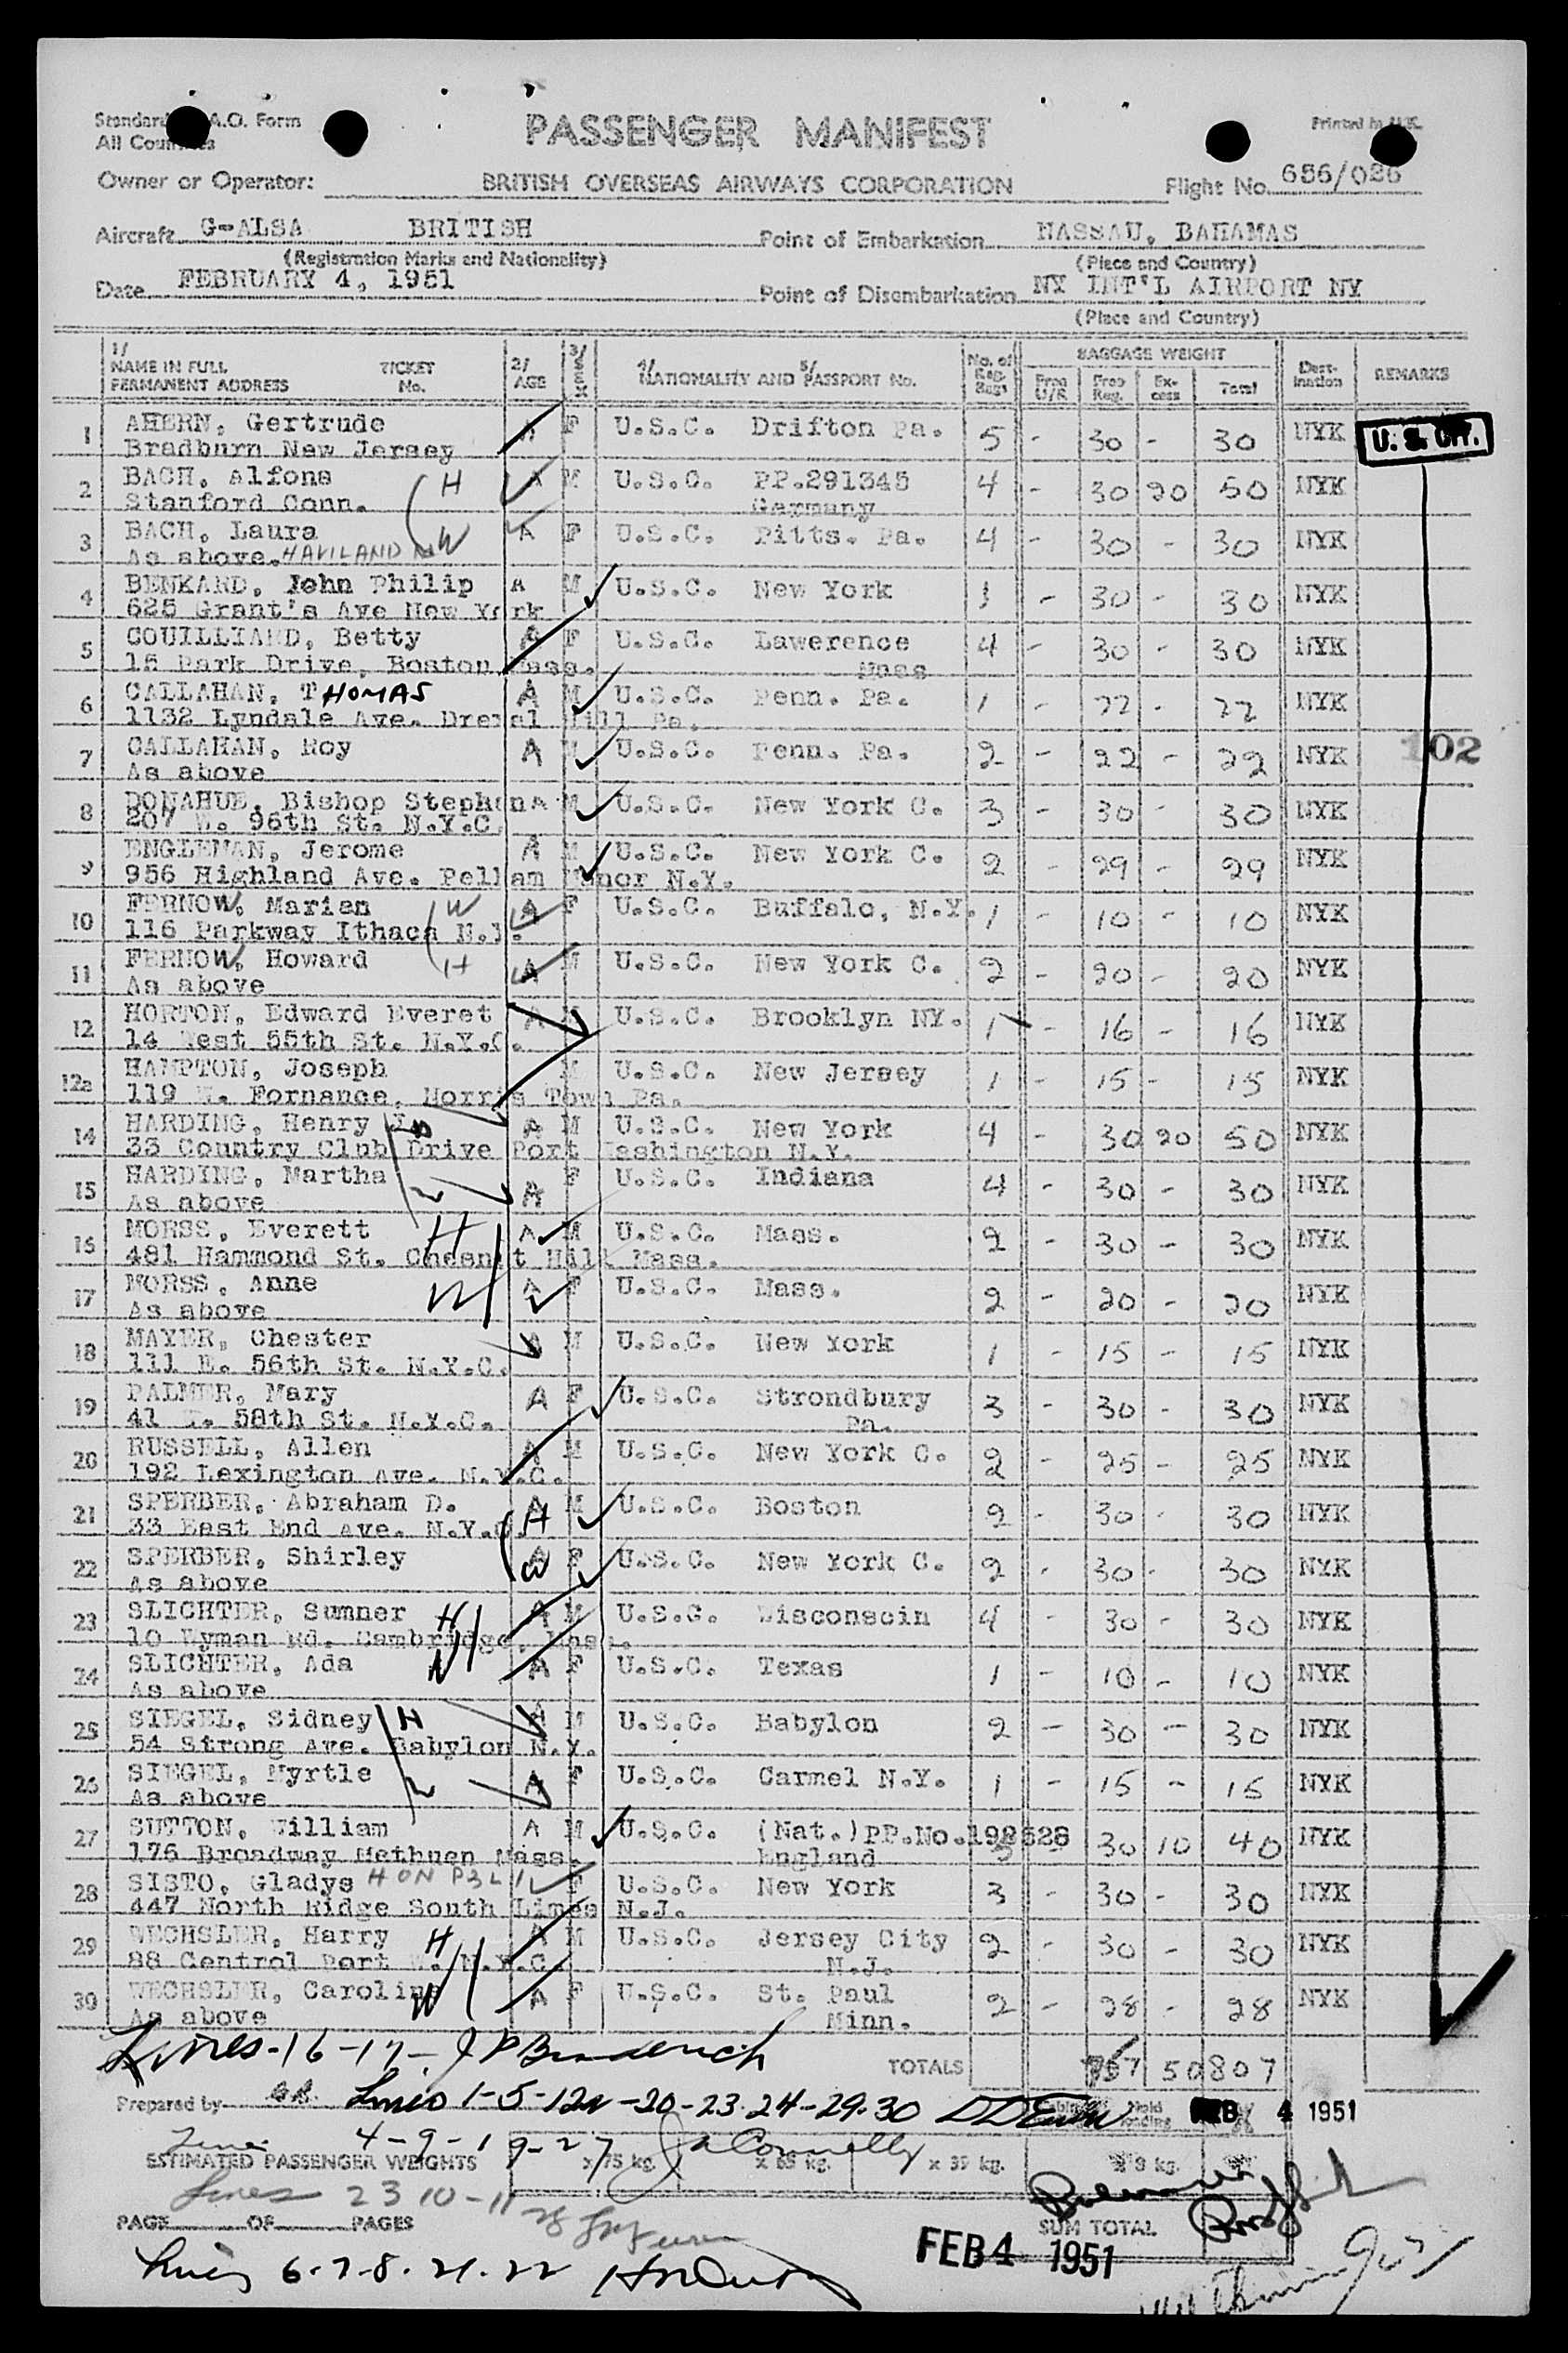 PASSENGER MANIFEST
Printed in U.K.
Owner or Operator: BRITISH OVERSEAS AIRWAYS CORPORATION Flight No. 656/026
Aircraft G-ALSA BRITISH Point of Embarkation NASSAU, BAHAMAS
(Registration Marks and Nationality) (Place and Country)
Date FEBRUARY 4, 1951 Point of Disembarkation NY INT'L AIRPORT NY
(Place and Country)
1/ NAME IN FULL PERMANENT ADDRESS TICKET No. 2/ AGE 3/ SEX 4/ NATIONALITY AND 5/ PASSPORT No. No. of Reg. Bags BAGGAGE WEIGHT Free U/R Free Reg. Ex-cess Total Dest-ination REMARKS
1 AHERN, Gertrude A F U.S.C. Drifton Pa. 5 - 30 - 30 NYK U. S. CIT.
Bradburn New Jersey
2 BACH, Alfons H A M U.S.C. PP.291345 4 - 30 20 50 NYK
Stanford Conn. Germany
3 BACH, Laura W A F U.S.C. Pitts. Pa. 4 - 30 - 30 NYK
As above. HAVILAND
4 BENKARD, John Philip A M U.S.C. New York 1 - 30 - 30 NYK
625 Grant's Ave New York
5 COUILLIARD, Betty A F U.S.C. Lawerence 4 - 30 - 30 NYK
15 Park Drive, Boston Mass. Mass
6 CALLAHAN, THOMAS A M U.S.C. Penn. Pa. 1 - 22 - 22 NYK
1132 Lyndale Ave. Drexal Hill Pa.
7 CALLAHAN, Roy A M U.S.C. Penn. Pa. 2 - 22 - 22 NYK 102
As above
8 DONAHUE, Bishop Stephen A M U.S.C. New York C. 3 - 30 - 30 NYK
207 W. 96th St. N.Y.C.
9 ENGLEMAN, Jerome A M U.S.C. New York C. 2 - 29 - 29 NYK
956 Highland Ave. Pelham Manor N.Y.
10 FERNOW, Marian W A F U.S.C. Buffalo, N.Y. 1 - 10 - 10 NYK
116 Parkway Ithaca N.Y.
11 FERNOW, Howard H A M U.S.C. New York C. 2 - 20 - 20 NYK
As above
12 HORTON, Edward Everet A M U.S.C. Brooklyn NY. 1 - 16 - 16 NYK
14 West 55th St. N.Y.C.
12a HAMPTON, Joseph M U.S.C. New Jersey 1 - 15 - 15 NYK
119 W. Fornance, Morris Town Pa.
14 HARDING, Henry A M U.S.C. New York 4 - 30 20 50 NYK
33 Country Club Drive Port Washington N.Y.
15 HARDING, Martha A F U.S.C. Indiana 4 - 30 - 30 NYK
As above
16 MORSS, Everett H A M U.S.C. Mass. 2 - 30 - 30 NYK
481 Hammond St. Chesnut Hill Mass.
17 MORSS, Anne W A F U.S.C. Mass. 2 - 20 - 20 NYK
As above
18 MAYER, Chester A M U.S.C. New York 1 - 15 - 15 NYK
111 E. 56th St. N.Y.C.
19 PALMER, Mary A F U.S.C. Strondbury 3 - 30 - 30 NYK
41 58th St. N.Y.C. Pa.
20 RUSSELL, Allen A M U.S.C. New York C. 2 - 25 - 25 NYK
192 Lexington Ave. N.Y.C.
21 SPERBER, Abraham D. H A M U.S.C. Boston 2 - 30 - 30 NYK
33 East End Ave. N.Y.C.
22 SPERBER, Shirley W A F U.S.C. New York C. 2 - 30 - 30 NYK
As above
23 SLICHTER, Sumner H A M U.S.C. Wisconscin 4 - 30 - 30 NYK
10 Wyman Rd. Cambridge, Mass.
24 SLICHTER, Ada W A F U.S.C. Texas 1 - 10 - 10 NYK
As above
25 SIEGEL, Sidney H A M U.S.C. Babylon 2 - 30 - 30 NYK
54 Strong Ave. Babylon N.Y.
26 SIEGEL, Myrtle A F U.S.C. Carmel N.Y. 1 - 15 - 15 NYK
As above
27 SUTTON, William A M U.S.C. (Nat.) PP.No.198628 3 - 30 10 40 NYK
176 Broadway Methuen Mass. England
28 SISTO, Gladys F U.S.C. New York 3 - 30 - 30 NYK
447 North Ridge South Limes N.J.
29 WECHSLER, Harry H A M U.S.C. Jersey City 2 - 30 - 30 NYK
88 Central Port W. N.Y.C. N.J.
30 WECHSLER, Caroline W A F U.S.C. St. Paul 2 - 28 - 28 NYK
As above Minn.
Lines-16-17-
TOTALS 757 50 807
Prepared by Lines 1-5-12a-20-23-24-29-30 FEB 4 1951
Lines 4-9-19-27 J Connelly
ESTIMATED PASSENGER WEIGHTS x 75 kg. x 65 kg. x 39 kg. x 8 kg.
Lines 2 3 10-11 28
PAGE OF PAGES SUM TOTAL
FEB 4 1951
Lines 6-7-8-21-22